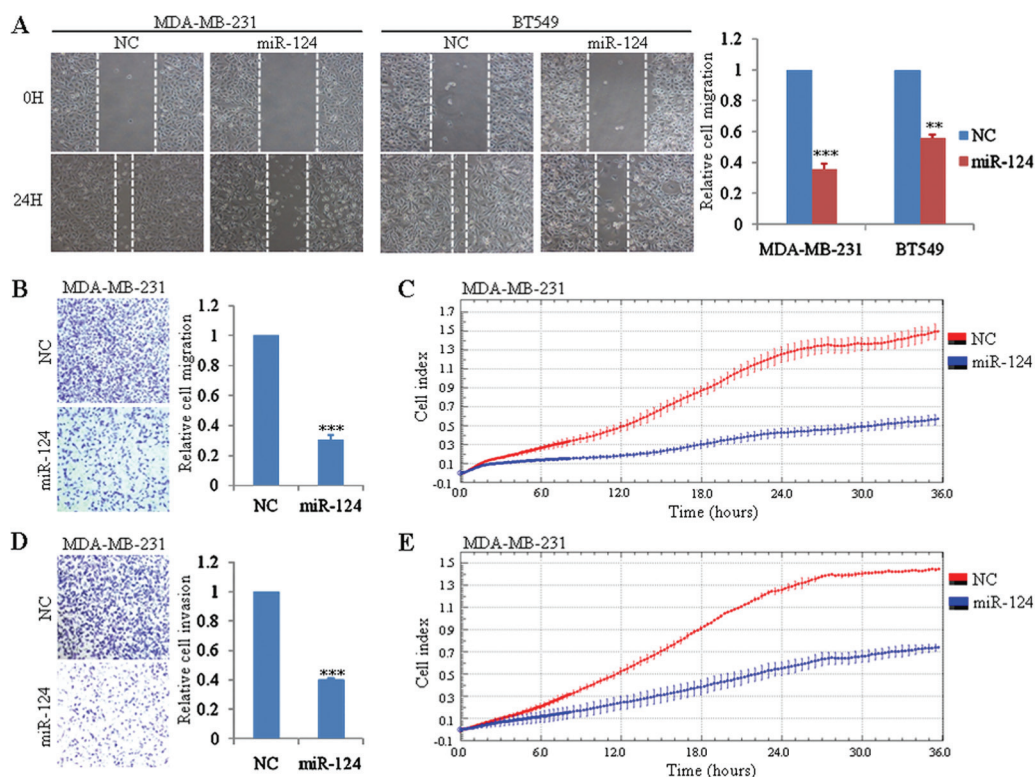 A
MDA-MB-231
BT549
NC
miR-124
NC
miR-124
0H
24H
Relative cell migration
1.2
1
0.8
0.6
0.4
0.2
0
***
**
MDA-MB-231
BT549
NC
miR-124
B
MDA-MB-231
NC
miR-124
Relative cell migration
1.2
1
0.8
0.6
0.4
0.2
0
***
NC
miR-124
C
MDA-MB-231
Cell index
1.7
1.5
1.3
1.1
0.9
0.7
0.5
0.3
0.1
-0.1
0.0
6.0
12.0
18.0
24.0
30.0
36.0
Time (hours)
NC
miR-124
D
MDA-MB-231
NC
miR-124
Relative cell invasion
1.2
1
0.8
0.6
0.4
0.2
0
***
NC
miR-124
E
MDA-MB-231
Cell index
1.5
1.3
1.1
0.9
0.7
0.5
0.3
0.1
-0.1
0.0
6.0
12.0
18.0
24.0
30.0
36.0
Time (hours)
NC
miR-124